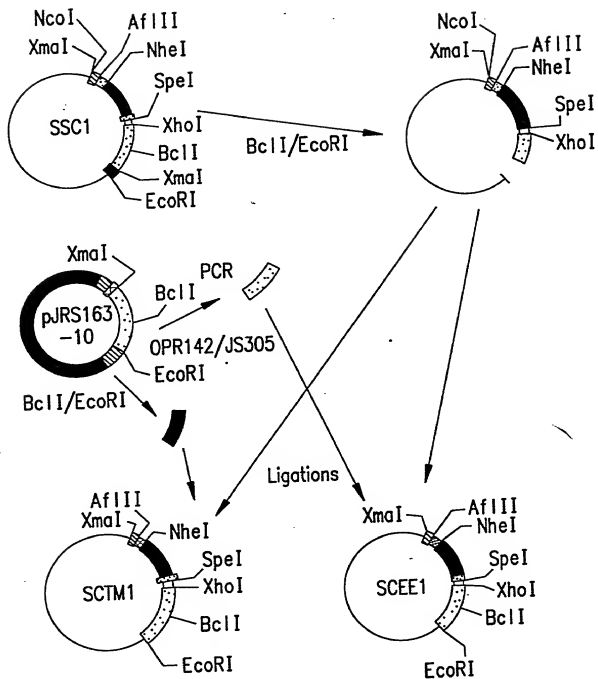 NcoI
AflII
XmaI
NheI
SpeI
SSC1
XhoI
BclI
XmaI
EcoRI
BclI/EcoRI
NcoI
XmaI
AflII
NheI
SpeI
XhoI
XmaI
PCR
BclI
pJRS163
-10
OPR142/JS305
EcoRI
BclI/EcoRI
Ligations
AflII
XmaI
NheI
SpeI
SCTM1
XhoI
BclI
EcoRI
XmaI
AflII
NheI
SpeI
SCEE1
XhoI
BclI
EcoRI